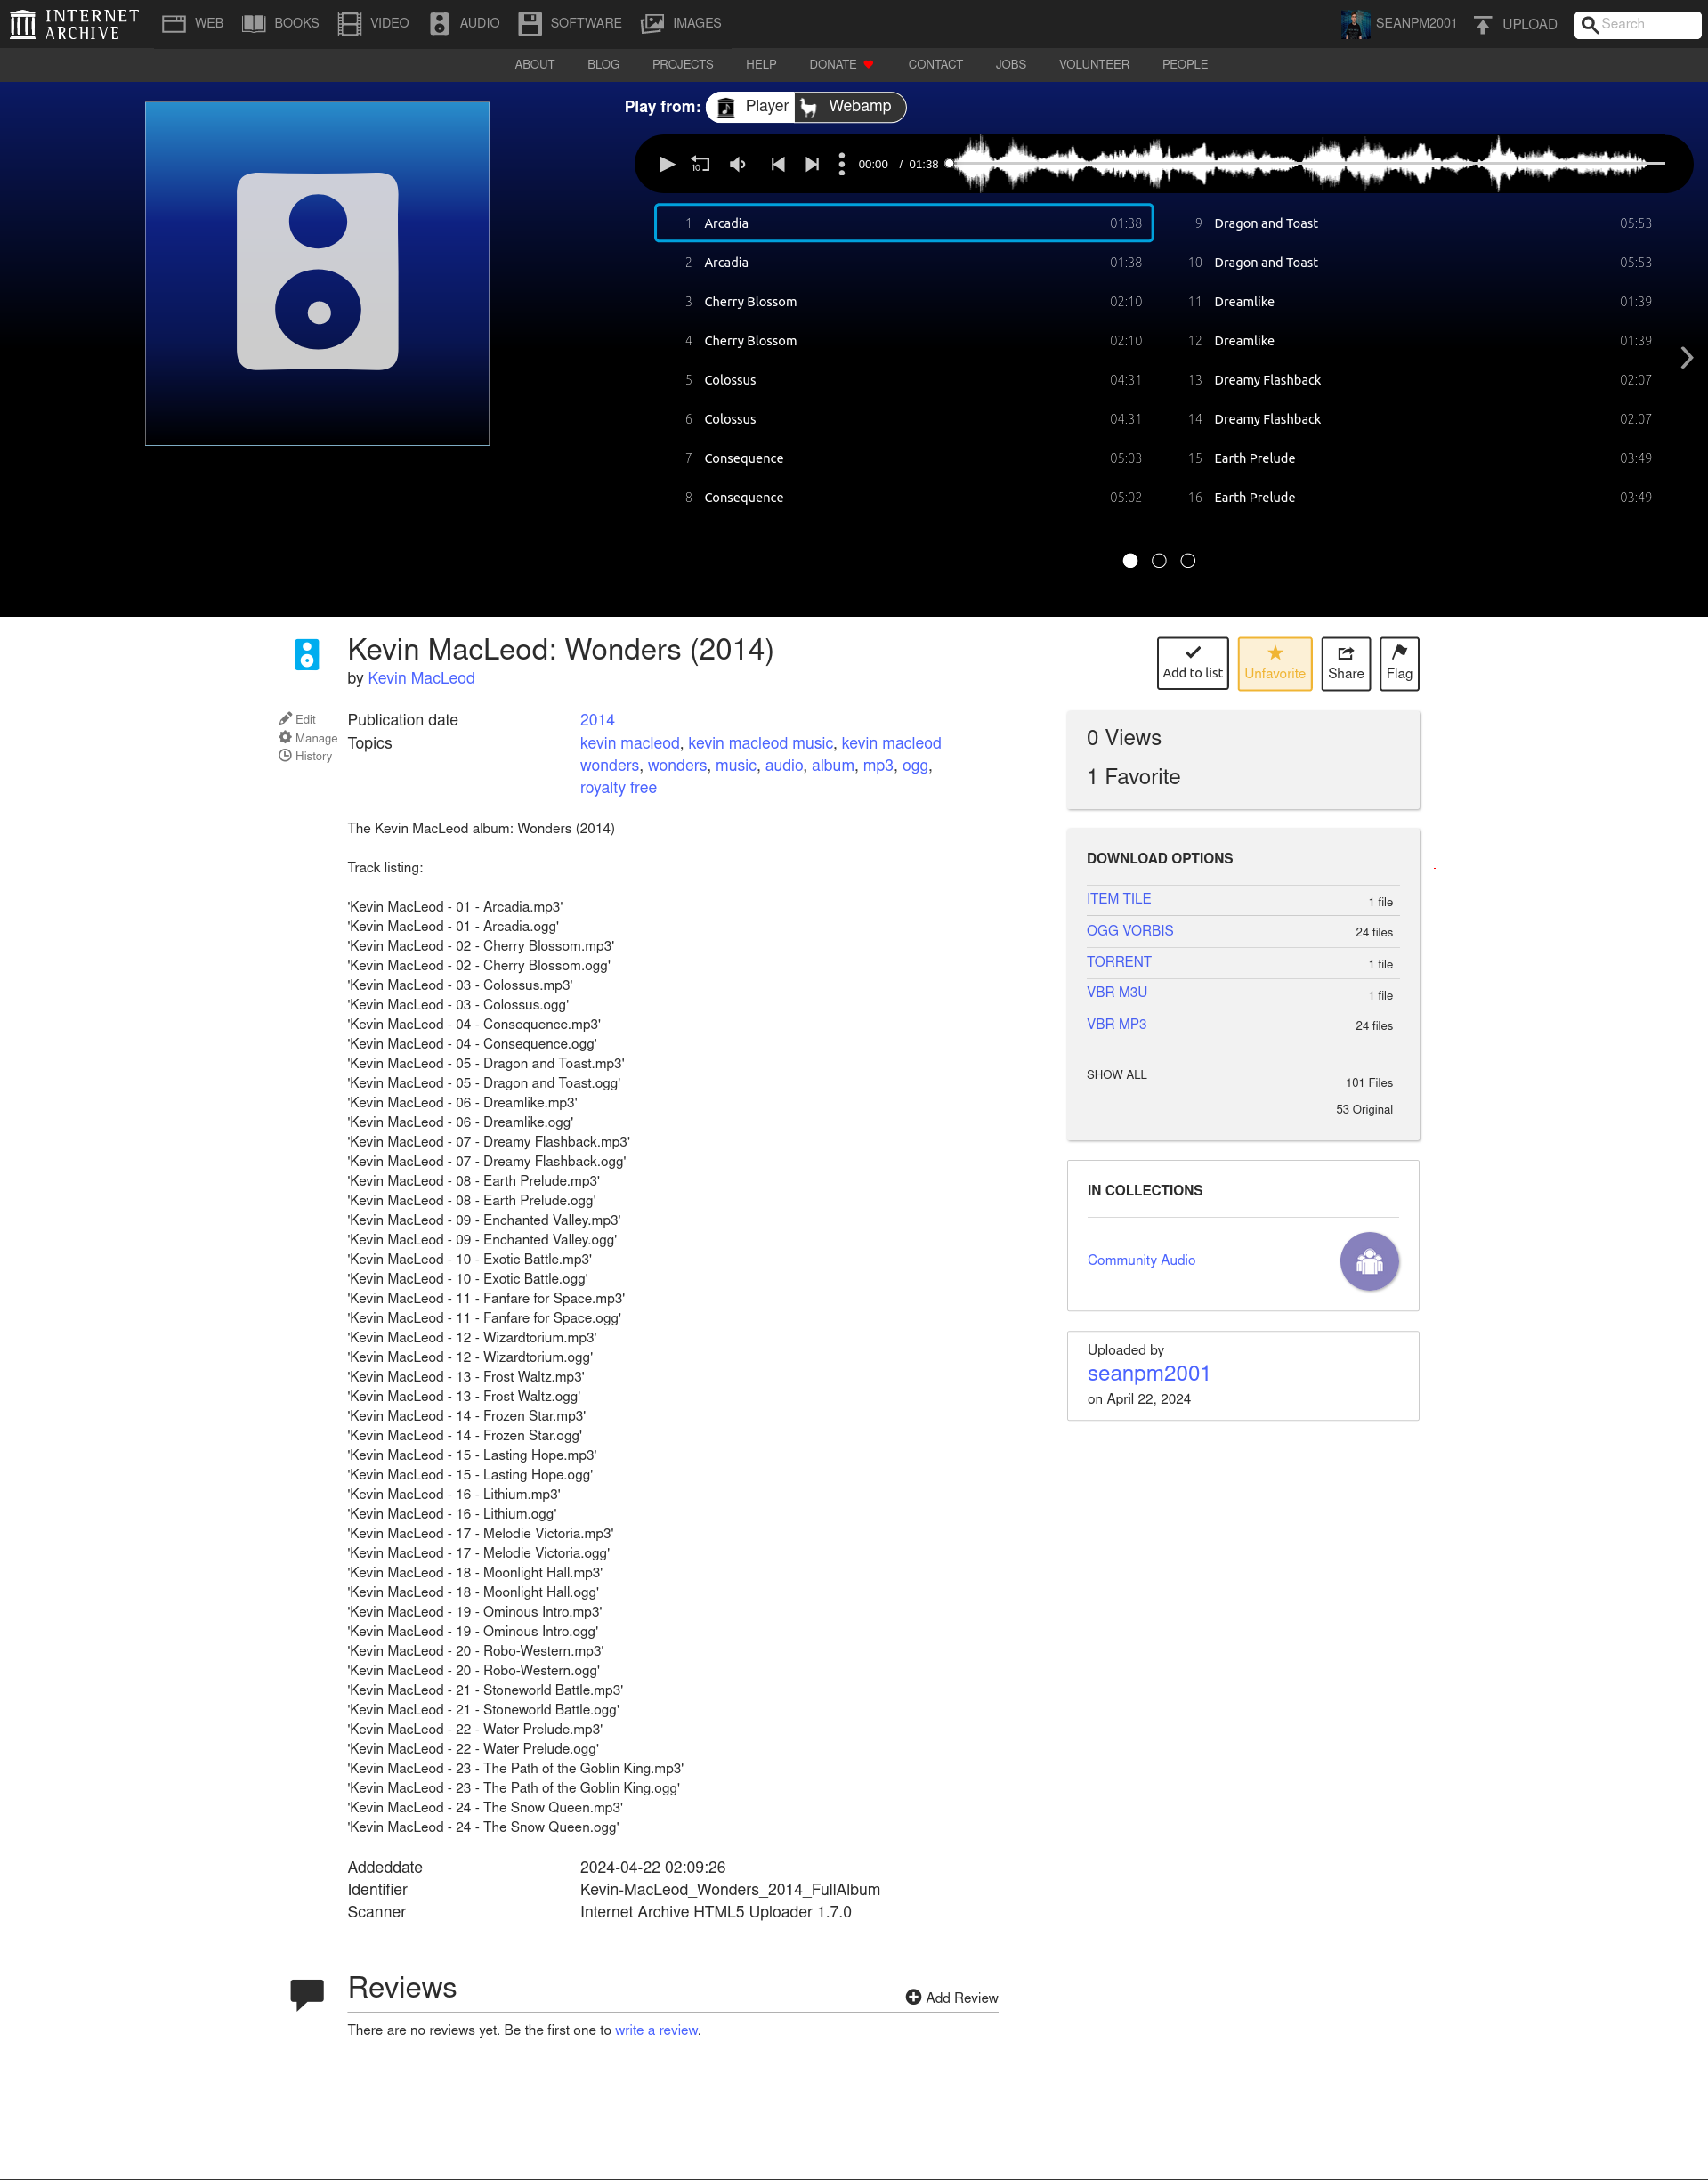 INTERNET ARCHIVE WEB BOOKS VIDEO AUDIO SOFTWARE IMAGES SEANPM2001 UPLOAD Search
ABOUT BLOG PROJECTS HELP DONATE CONTACT JOBS VOLUNTEER PEOPLE
Play from: Player Webamp
10 00:00 / 01:38
1 Arcadia 01:38
2 Arcadia 01:38
3 Cherry Blossom 02:10
4 Cherry Blossom 02:10
5 Colossus 04:31
6 Colossus 04:31
7 Consequence 05:03
8 Consequence 05:02
9 Dragon and Toast 05:53
10 Dragon and Toast 05:53
11 Dreamlike 01:39
12 Dreamlike 01:39
13 Dreamy Flashback 02:07
14 Dreamy Flashback 02:07
15 Earth Prelude 03:49
16 Earth Prelude 03:49
Kevin MacLeod: Wonders (2014)
by Kevin MacLeod
Add to list Unfavorite Share Flag
Edit
Manage
History
Publication date 2014
Topics kevin macleod, kevin macleod music, kevin macleod
wonders, wonders, music, audio, album, mp3, ogg,
royalty free
The Kevin MacLeod album: Wonders (2014)
Track listing:
'Kevin MacLeod - 01 - Arcadia.mp3'
'Kevin MacLeod - 01 - Arcadia.ogg'
'Kevin MacLeod - 02 - Cherry Blossom.mp3'
'Kevin MacLeod - 02 - Cherry Blossom.ogg'
'Kevin MacLeod - 03 - Colossus.mp3'
'Kevin MacLeod - 03 - Colossus.ogg'
'Kevin MacLeod - 04 - Consequence.mp3'
'Kevin MacLeod - 04 - Consequence.ogg'
'Kevin MacLeod - 05 - Dragon and Toast.mp3'
'Kevin MacLeod - 05 - Dragon and Toast.ogg'
'Kevin MacLeod - 06 - Dreamlike.mp3'
'Kevin MacLeod - 06 - Dreamlike.ogg'
'Kevin MacLeod - 07 - Dreamy Flashback.mp3'
'Kevin MacLeod - 07 - Dreamy Flashback.ogg'
'Kevin MacLeod - 08 - Earth Prelude.mp3'
'Kevin MacLeod - 08 - Earth Prelude.ogg'
'Kevin MacLeod - 09 - Enchanted Valley.mp3'
'Kevin MacLeod - 09 - Enchanted Valley.ogg'
'Kevin MacLeod - 10 - Exotic Battle.mp3'
'Kevin MacLeod - 10 - Exotic Battle.ogg'
'Kevin MacLeod - 11 - Fanfare for Space.mp3'
'Kevin MacLeod - 11 - Fanfare for Space.ogg'
'Kevin MacLeod - 12 - Wizardtorium.mp3'
'Kevin MacLeod - 12 - Wizardtorium.ogg'
'Kevin MacLeod - 13 - Frost Waltz.mp3'
'Kevin MacLeod - 13 - Frost Waltz.ogg'
'Kevin MacLeod - 14 - Frozen Star.mp3'
'Kevin MacLeod - 14 - Frozen Star.ogg'
'Kevin MacLeod - 15 - Lasting Hope.mp3'
'Kevin MacLeod - 15 - Lasting Hope.ogg'
'Kevin MacLeod - 16 - Lithium.mp3'
'Kevin MacLeod - 16 - Lithium.ogg'
'Kevin MacLeod - 17 - Melodie Victoria.mp3'
'Kevin MacLeod - 17 - Melodie Victoria.ogg'
'Kevin MacLeod - 18 - Moonlight Hall.mp3'
'Kevin MacLeod - 18 - Moonlight Hall.ogg'
'Kevin MacLeod - 19 - Ominous Intro.mp3'
'Kevin MacLeod - 19 - Ominous Intro.ogg'
'Kevin MacLeod - 20 - Robo-Western.mp3'
'Kevin MacLeod - 20 - Robo-Western.ogg'
'Kevin MacLeod - 21 - Stoneworld Battle.mp3'
'Kevin MacLeod - 21 - Stoneworld Battle.ogg'
'Kevin MacLeod - 22 - Water Prelude.mp3'
'Kevin MacLeod - 22 - Water Prelude.ogg'
'Kevin MacLeod - 23 - The Path of the Goblin King.mp3'
'Kevin MacLeod - 23 - The Path of the Goblin King.ogg'
'Kevin MacLeod - 24 - The Snow Queen.mp3'
'Kevin MacLeod - 24 - The Snow Queen.ogg'
Addeddate 2024-04-22 02:09:26
Identifier Kevin-MacLeod_Wonders_2014_FullAlbum
Scanner Internet Archive HTML5 Uploader 1.7.0
0 Views
1 Favorite
DOWNLOAD OPTIONS
ITEM TILE 1 file
OGG VORBIS 24 files
TORRENT 1 file
VBR M3U 1 file
VBR MP3 24 files
SHOW ALL 101 Files
53 Original
IN COLLECTIONS
Community Audio
Uploaded by
seanpm2001
on April 22, 2024
Reviews
Add Review
There are no reviews yet. Be the first one to write a review.